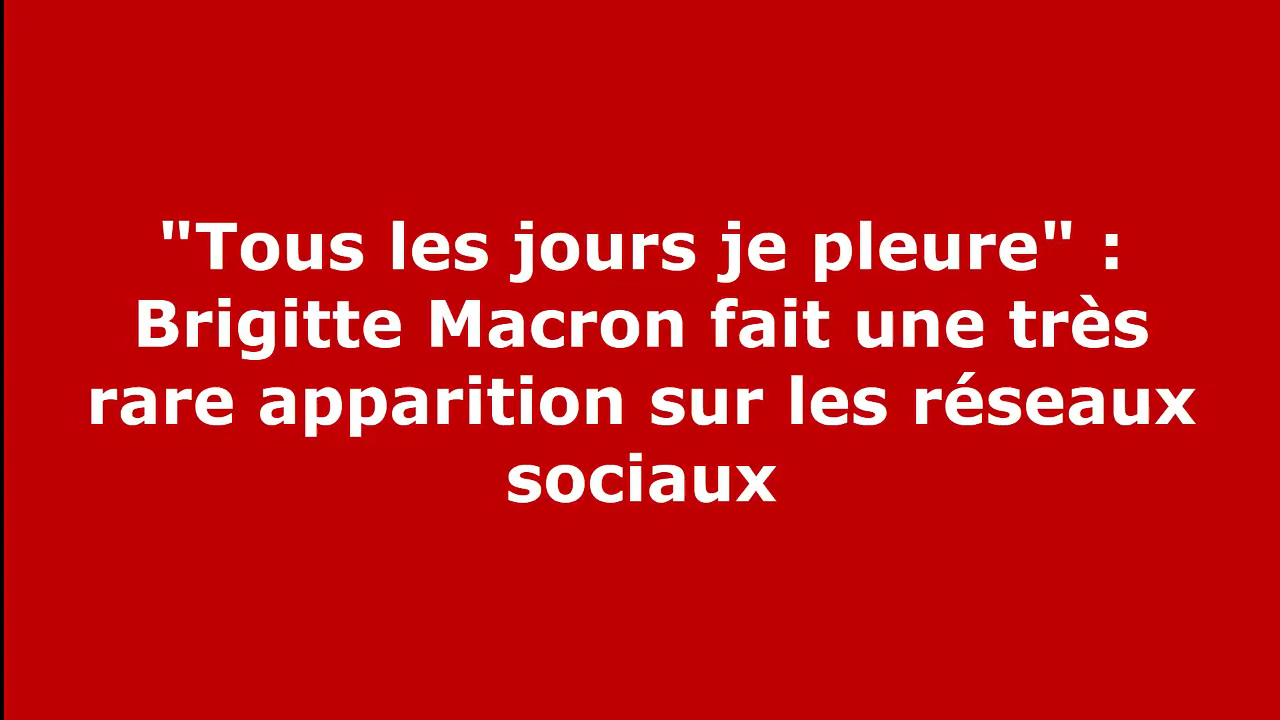 "Tous les jours je pleure" :
Brigitte Macron fait une très
rare apparition sur les réseaux
sociaux